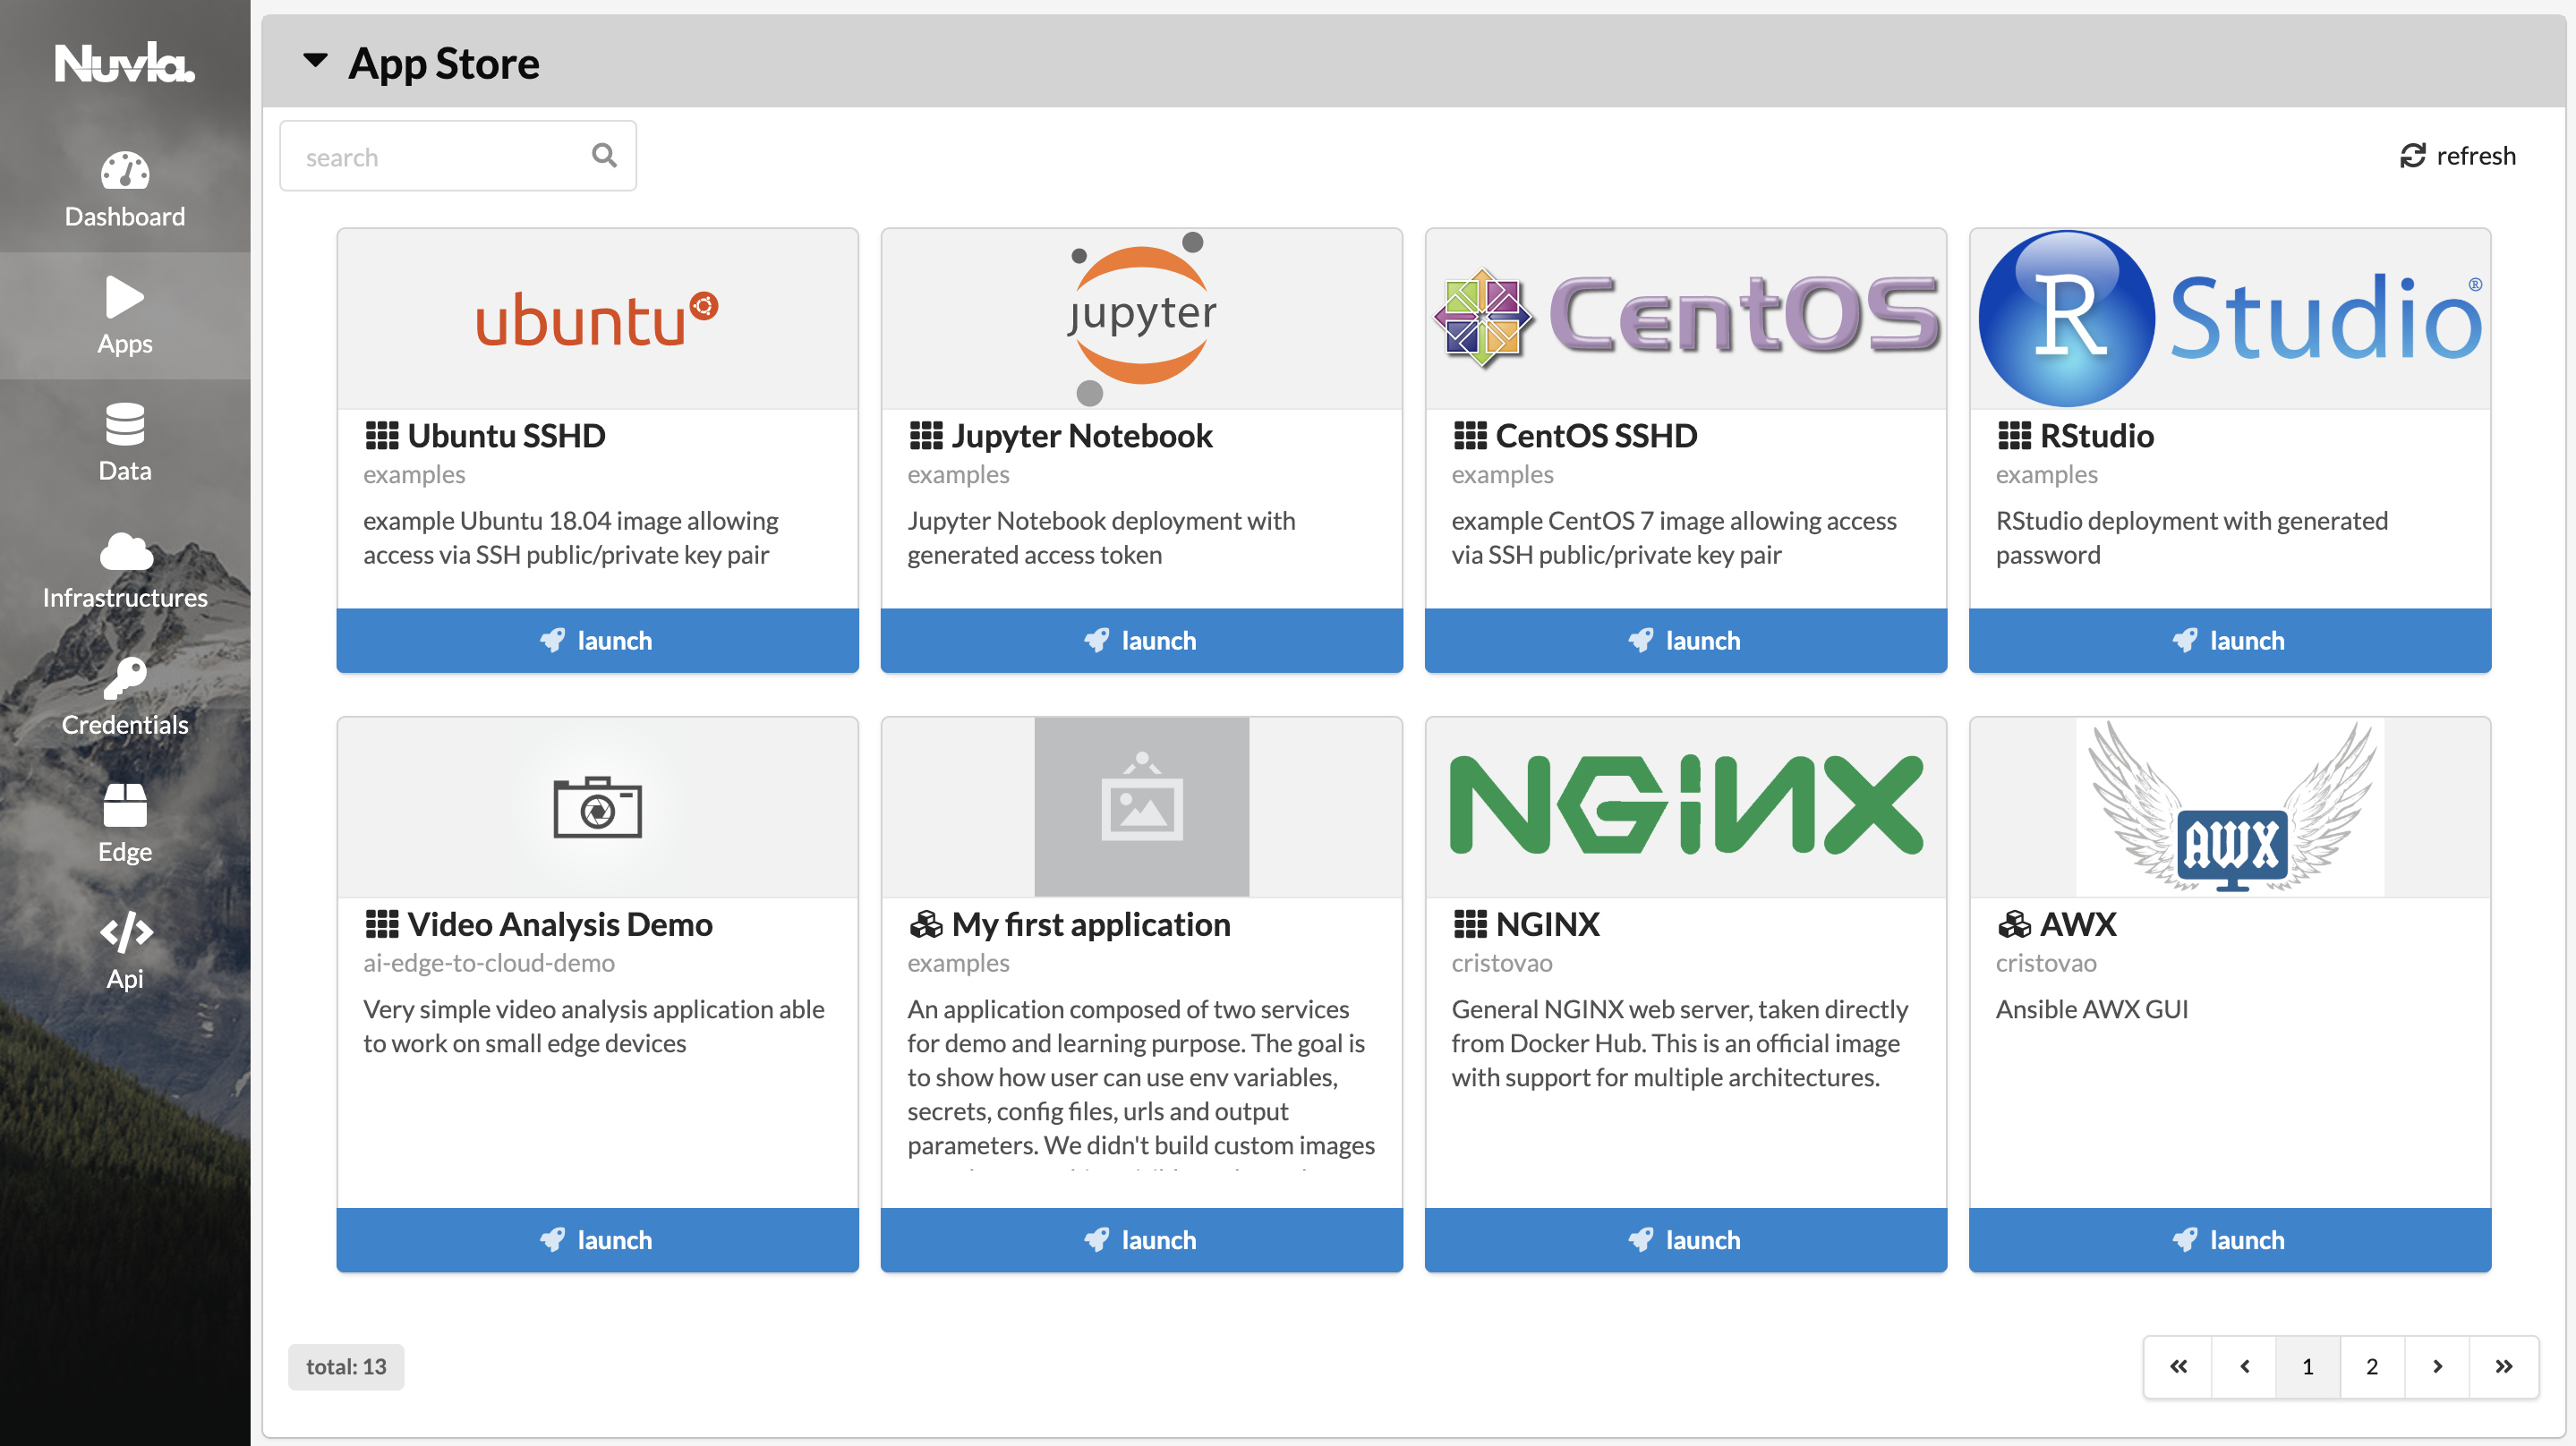 Nuvla.
Dashboard
Apps
Data
Infrastructures
Credentials
Edge
Api
App Store
search
refresh
ubuntu
jupyter
CentOS
R Studio ®
Ubuntu SSHD
examples
example Ubuntu 18.04 image allowing
access via SSH public/private key pair
launch
Jupyter Notebook
examples
Jupyter Notebook deployment with
generated access token
launch
CentOS SSHD
examples
example CentOS 7 image allowing access
via SSH public/private key pair
launch
RStudio
examples
RStudio deployment with generated
password
launch
Video Analysis Demo
ai-edge-to-cloud-demo
Very simple video analysis application able
to work on small edge devices
launch
My first application
examples
An application composed of two services
for demo and learning purpose. The goal is
to show how user can use env variables,
secrets, config files, urls and output
parameters. We didn't build custom images
launch
NGINX
NGINX
cristovao
General NGINX web server, taken directly
from Docker Hub. This is an official image
with support for multiple architectures.
launch
AWX
AWX
cristovao
Ansible AWX GUI
launch
total: 13
« ‹ 1 2 › »